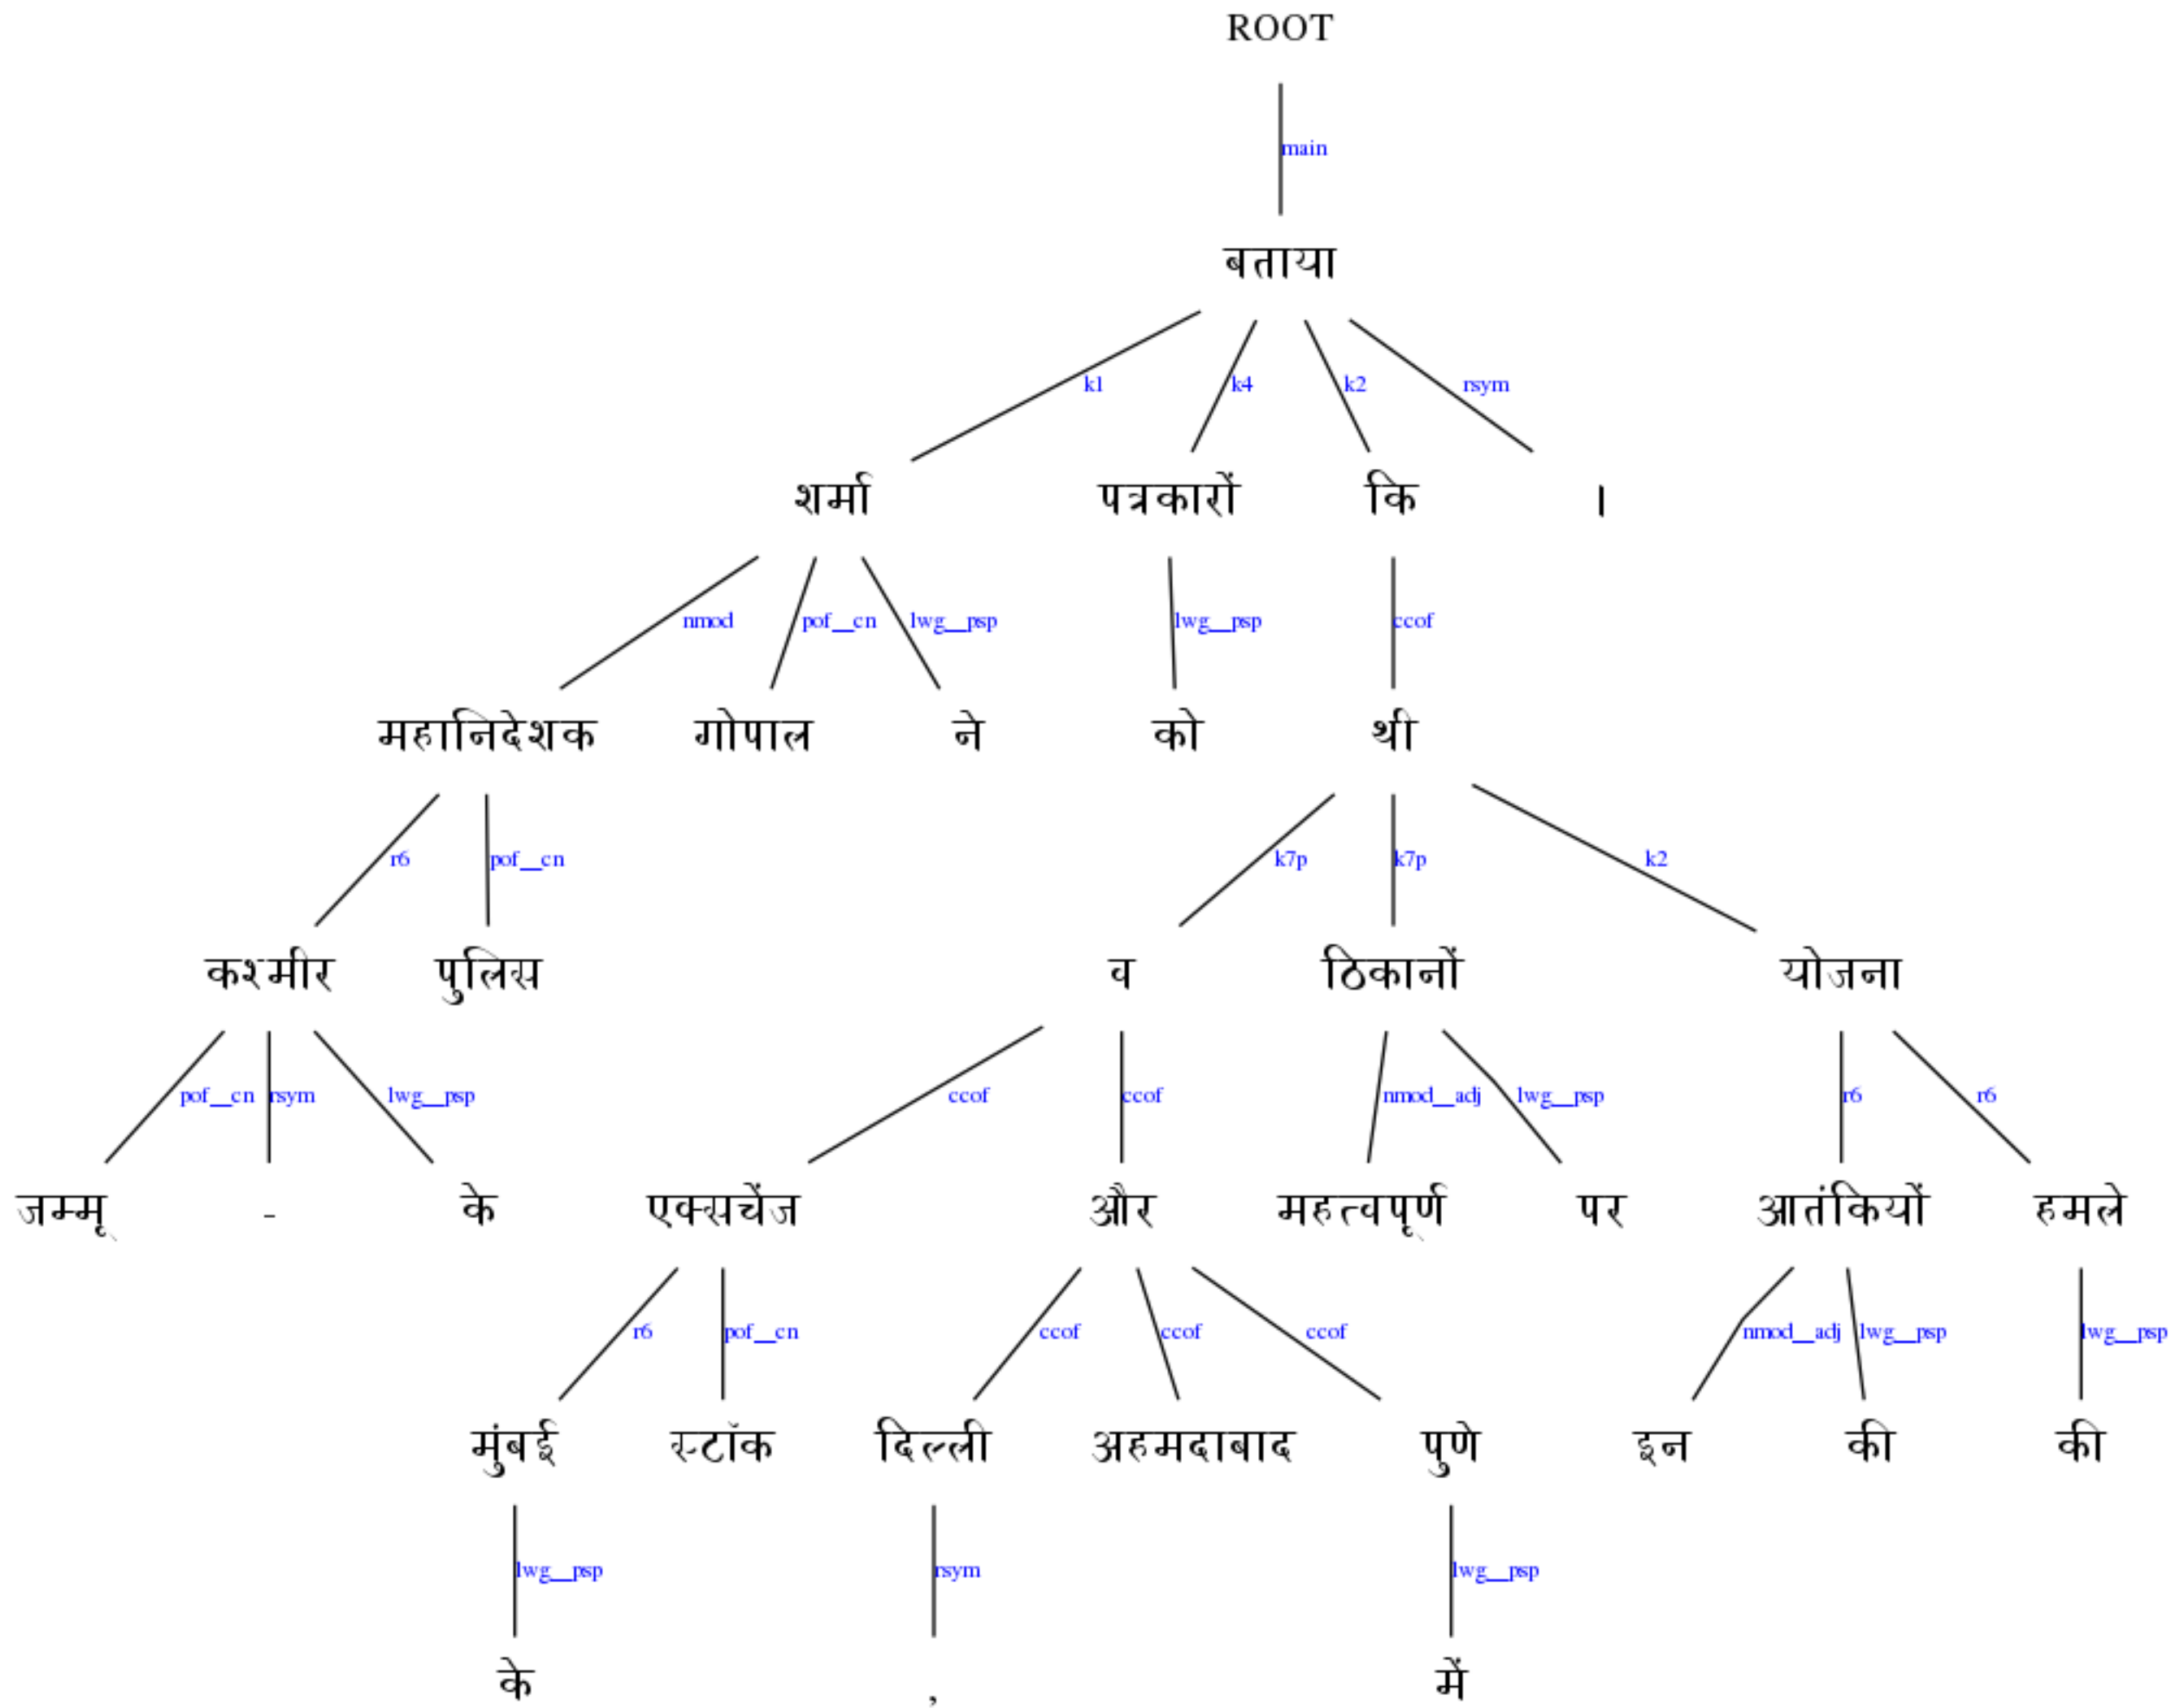 ROOT
main
बताया
k1 k4 k2 rsym
शर्मा पत्रकारों कि ।
nmod pof__cn lwg__psp lwg__psp ccof
महानिदेशक गोपाल ने को थी
r6 pof__cn k7p k7p k2
कश्मीर पुलिस व ठिकानों योजना
pof__cn rsym lwg__psp ccof ccof nmod__adj lwg__psp r6 r6
जम्मू - के एक्सचेंज और महत्वपूर्ण पर आतंकियों हमले
r6 pof__cn ccof ccof ccof nmod__adj lwg__psp lwg__psp
मुंबई स्टॉक दिल्ली अहमदाबाद पुणे इन की की
lwg__psp rsym lwg__psp
के , में